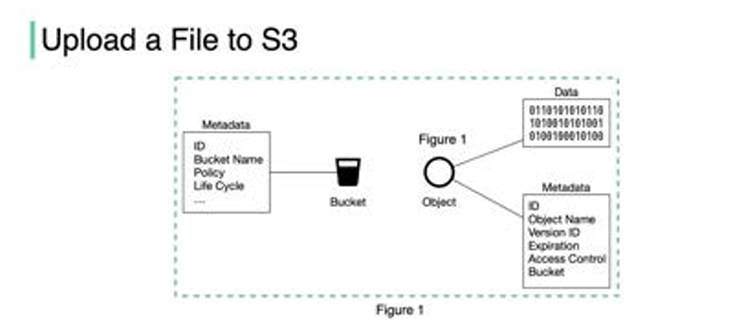 Upload a File to S3
Metadata
ID
Bucket Name
Policy
Life Cycle
...
Bucket
Figure 1
Object
Data
0110101010110
1010010101001
0100100010100
Metadata
ID
Object Name
Version ID
Expiration
Access Control
Bucket
Figure 1